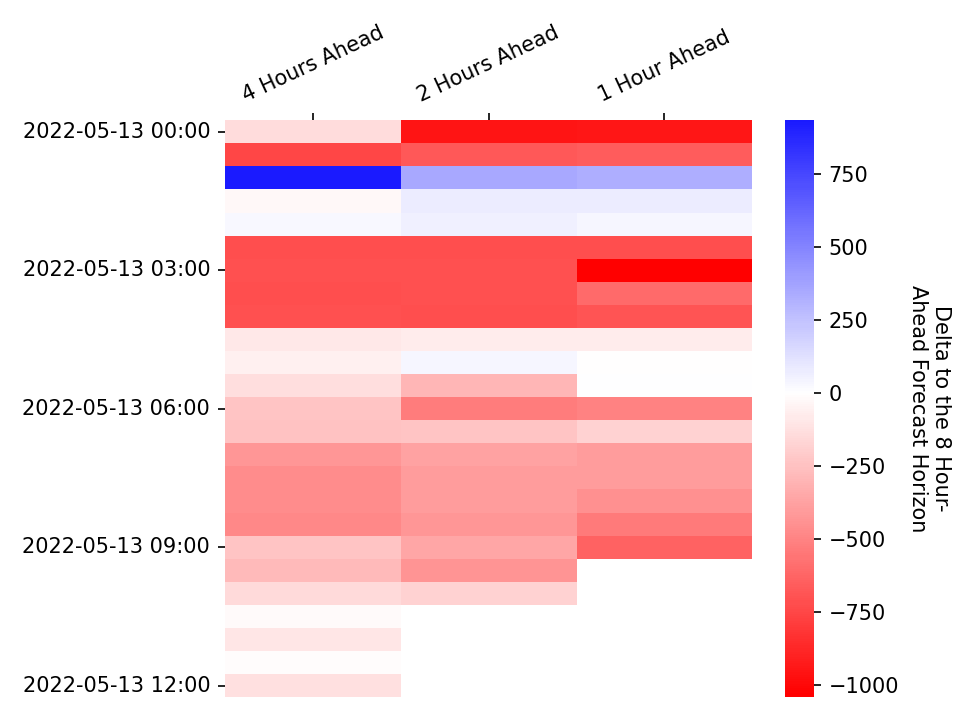 4 Hours Ahead
2 Hours Ahead
1 Hour Ahead
2022-05-13 00:00
2022-05-13 03:00
2022-05-13 06:00
2022-05-13 09:00
2022-05-13 12:00
750
500
250
0
−250
−500
−750
−1000
Delta to the 8 Hour-
Ahead Forecast Horizon